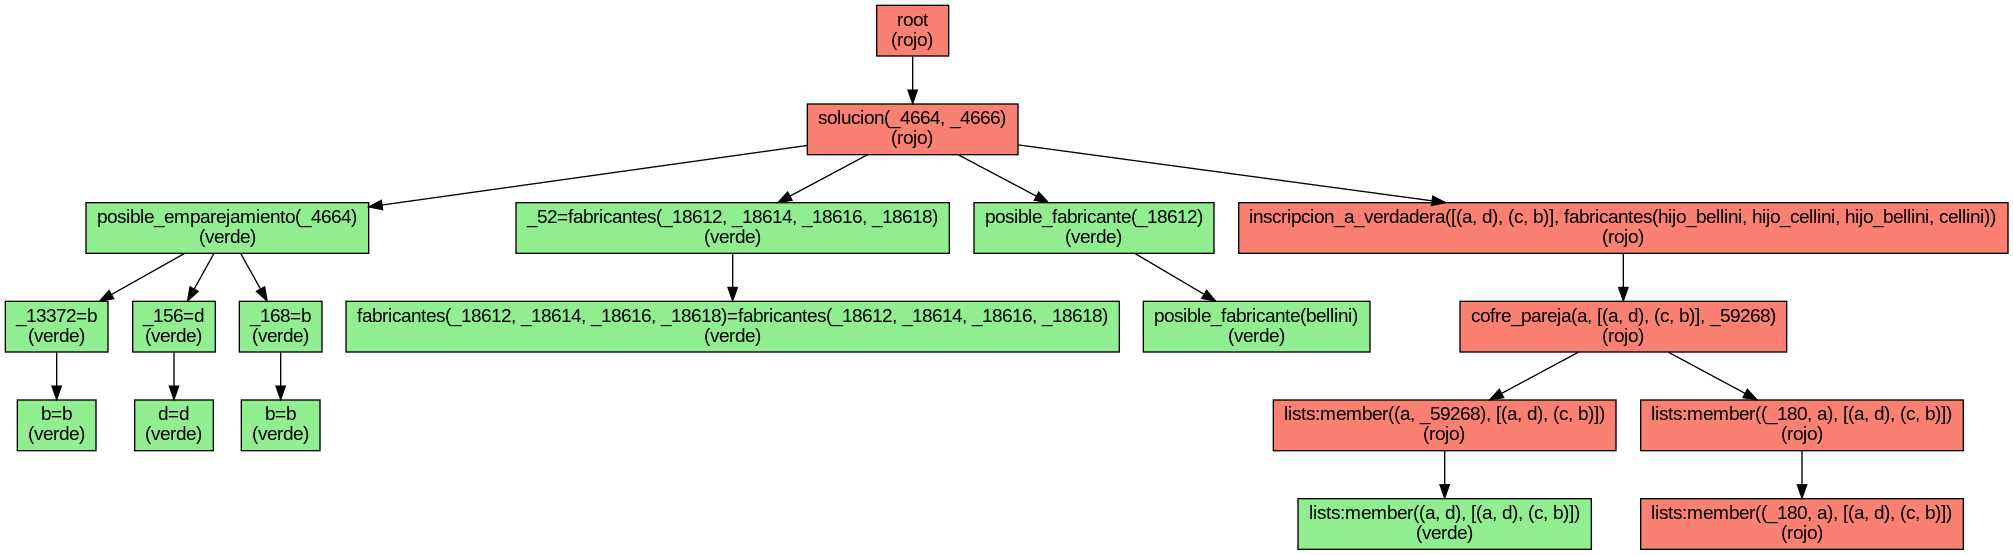 root
(rojo)
solucion(_4664, _4666)
(rojo)
posible_emparejamiento(_4664)
(verde)
_52=fabricantes(_18612, _18614, _18616, _18618)
(verde)
posible_fabricante(_18612)
(verde)
inscripcion_a_verdadera([(a, d), (c, b)], fabricantes(hijo_bellini, hijo_cellini, hijo_bellini, cellini))
(rojo)
_13372=b
(verde)
_156=d
(verde)
_168=b
(verde)
fabricantes(_18612, _18614, _18616, _18618)=fabricantes(_18612, _18614, _18616, _18618)
(verde)
posible_fabricante(bellini)
(verde)
cofre_pareja(a, [(a, d), (c, b)], _59268)
(rojo)
b=b
(verde)
d=d
(verde)
b=b
(verde)
lists:member((a, _59268), [(a, d), (c, b)])
(rojo)
lists:member((_180, a), [(a, d), (c, b)])
(rojo)
lists:member((a, d), [(a, d), (c, b)])
(verde)
lists:member((_180, a), [(a, d), (c, b)])
(rojo)